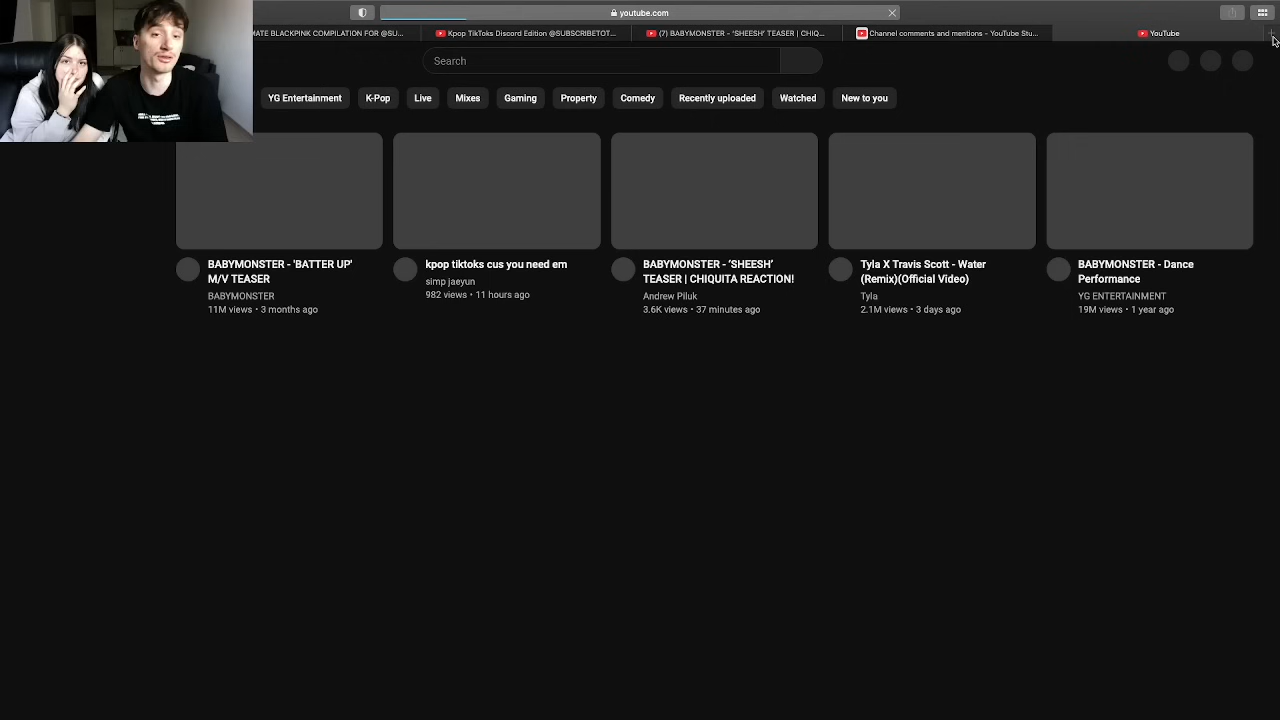 youtube.com
MATE BLACKPINK COMPILATION FOR @SU...
Kpop TikToks Discord Edition @SUBSCRIBETOT...
(7) BABYMONSTER - 'SHEESH' TEASER | CHIQ...
Channel comments and mentions - YouTube Stu...
YouTube
Search
YG Entertainment
K-Pop
Live
Mixes
Gaming
Property
Comedy
Recently uploaded
Watched
New to you
BABYMONSTER - 'BATTER UP'
M/V TEASER
BABYMONSTER
11M views • 3 months ago
kpop tiktoks cus you need em
simp jaeyun
982 views • 11 hours ago
BABYMONSTER - 'SHEESH'
TEASER | CHIQUITA REACTION!
Andrew Piluk
3.6K views • 37 minutes ago
Tyla X Travis Scott - Water
(Remix)(Official Video)
Tyla
2.1M views • 3 days ago
BABYMONSTER - Dance
Performance
YG ENTERTAINMENT
19M views • 1 year ago